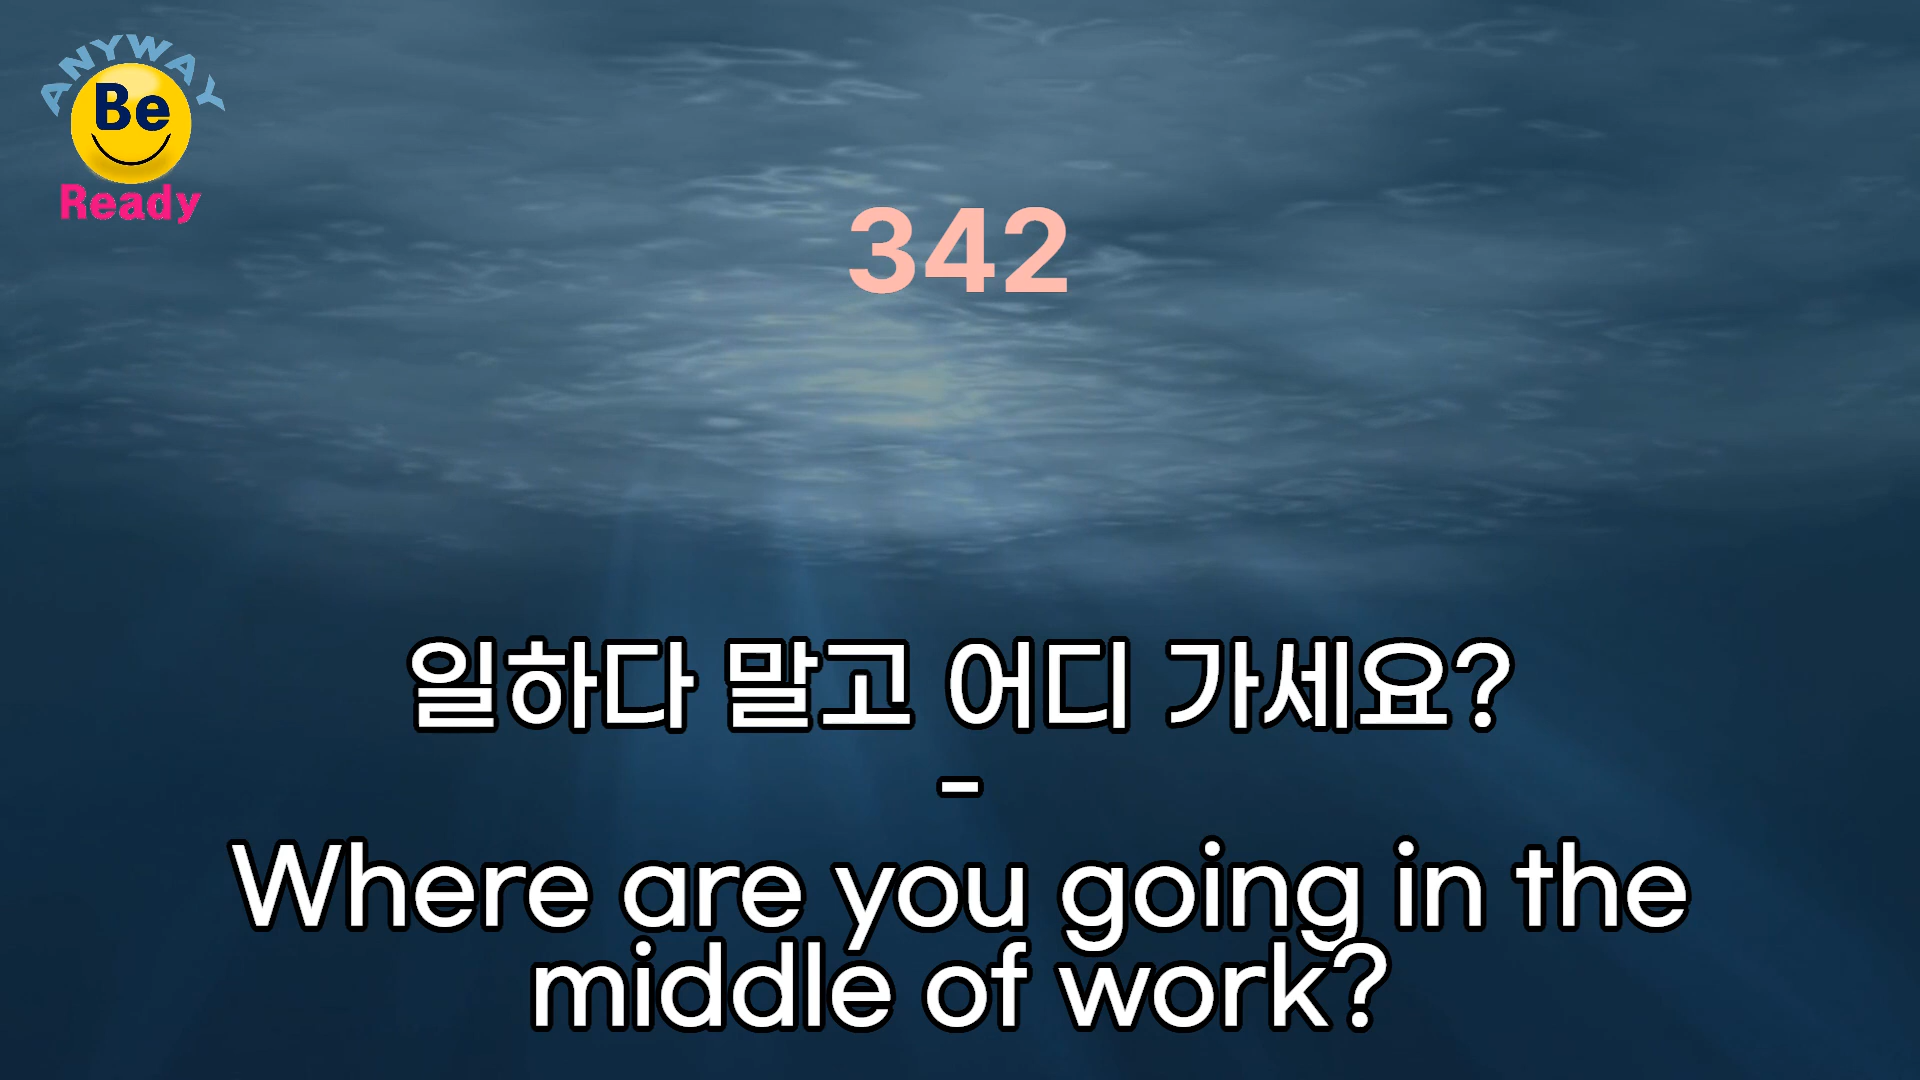 ANYWAY
Be
Ready
342
일하다 말고 어디 가세요?
-
Where are you going in the
middle of work?